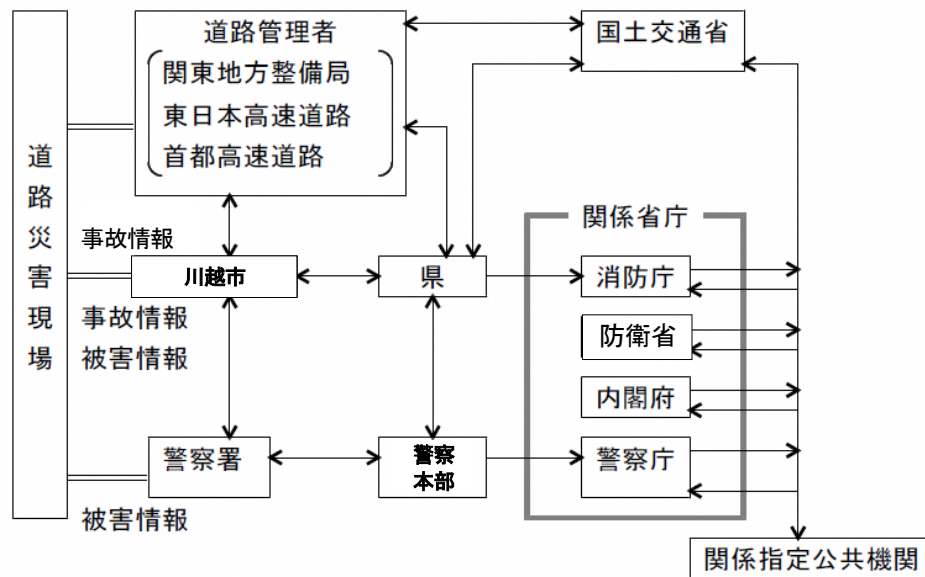 道路管理者
関東地方整備局
東日本高速道路
首都高速道路
国土交通省
道路災害現場
事故情報
川越市
県
関係省庁
消防庁
事故情報
被害情報
防衛省
内閣府
警察署
警察
本部
警察庁
被害情報
関係指定公共機関